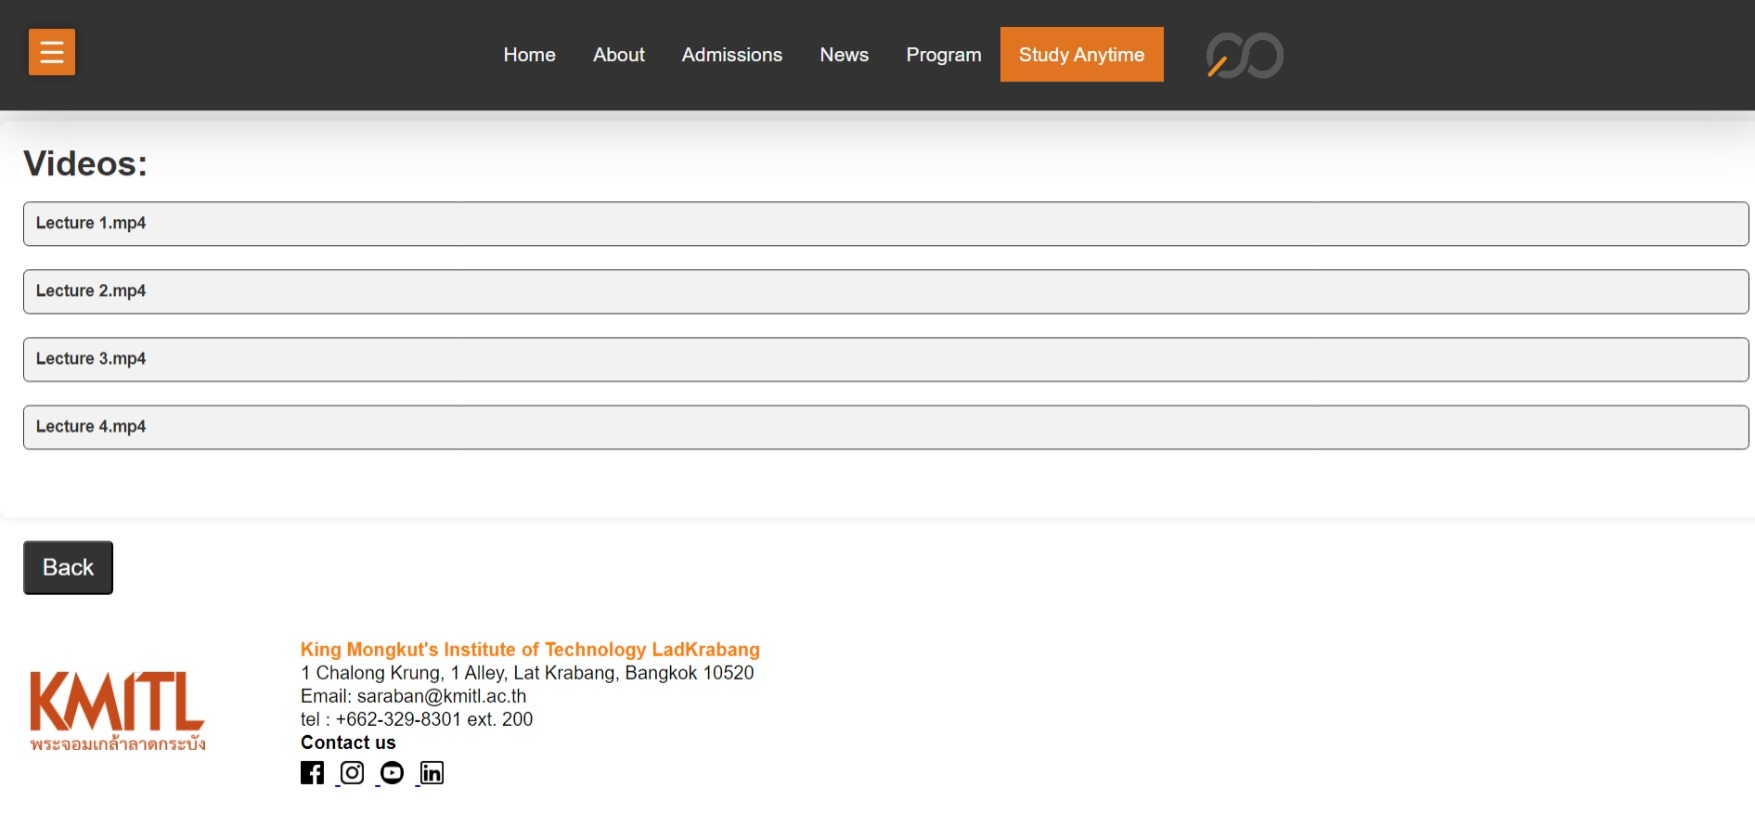 Home About Admissions News Program Study Anytime
Videos:
Lecture 1.mp4
Lecture 2.mp4
Lecture 3.mp4
Lecture 4.mp4
Back
KMITL
พระจอมเกล้าลาดกระบัง
King Mongkut's Institute of Technology LadKrabang
1 Chalong Krung, 1 Alley, Lat Krabang, Bangkok 10520
Email: saraban@kmitl.ac.th
tel : +662-329-8301 ext. 200
Contact us